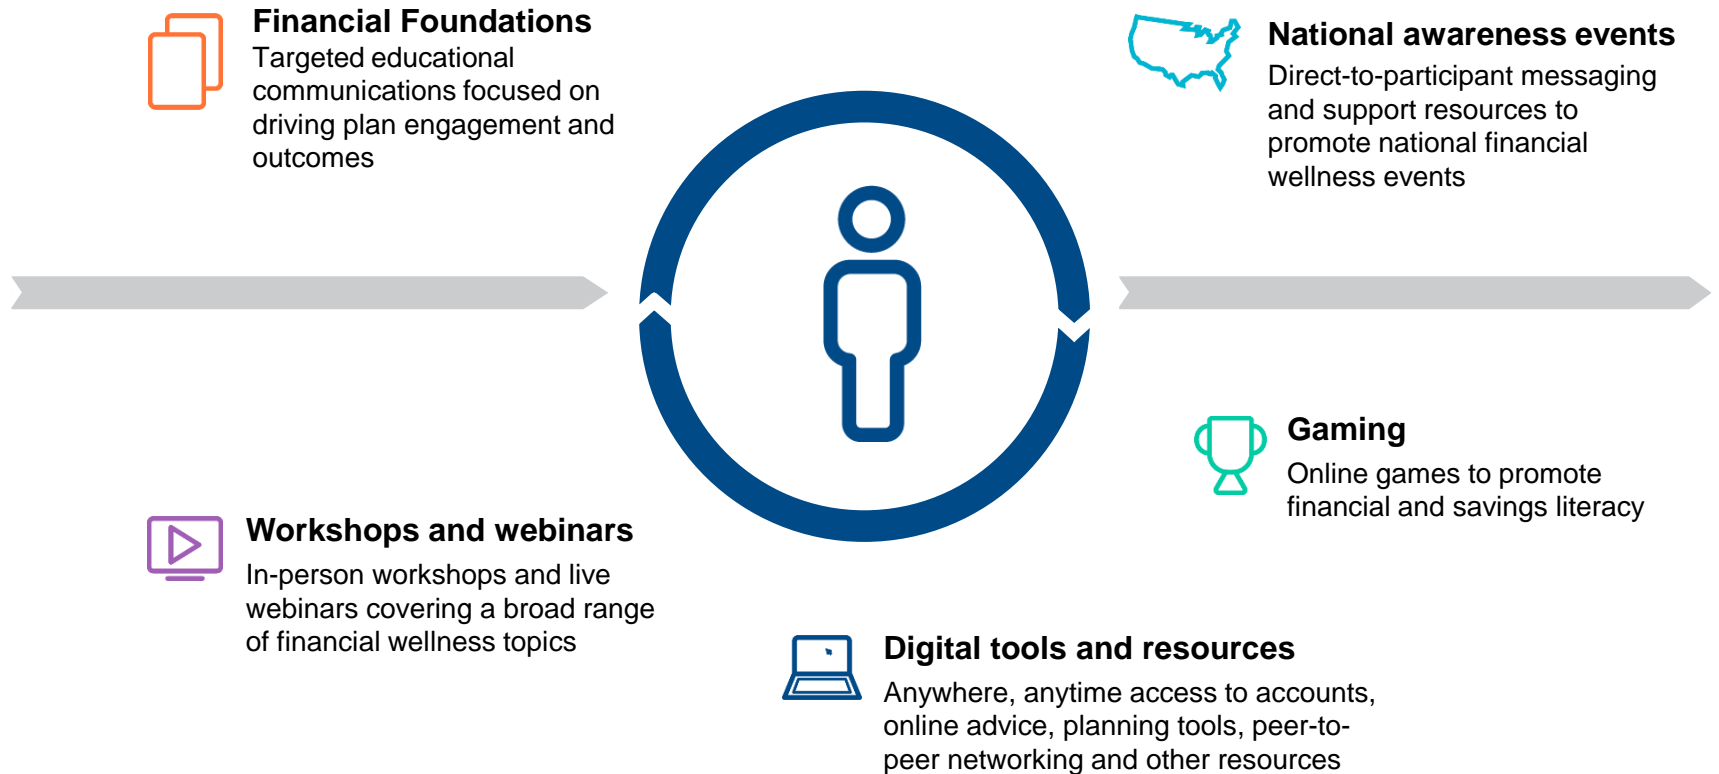 Financial Foundations
Targeted educational
communications focused on
driving plan engagement and
outcomes
National awareness events
Direct-to-participant messaging
and support resources to
promote national financial
wellness events
Gaming
Online games to promote
financial and savings literacy
Workshops and webinars
In-person workshops and live
webinars covering a broad range
of financial wellness topics
Digital tools and resources
Anywhere, anytime access to accounts,
online advice, planning tools, peer-to-
peer networking and other resources